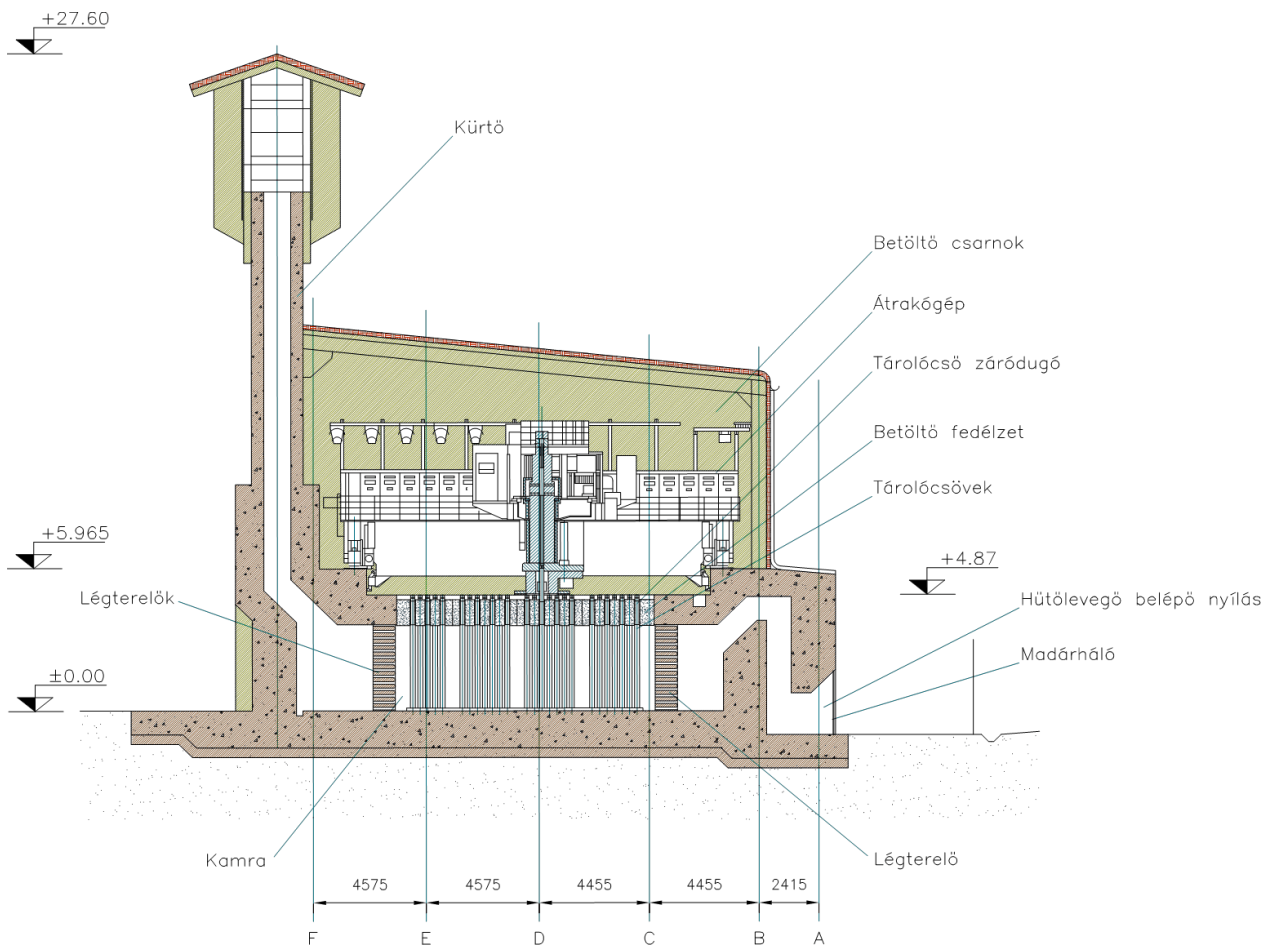 +27.60
Kürtö
Betöltö csarnok
Átrakógép
Tárolócsö záródugó
Betöltö fedélzet
Tárolócsövek
+5.965
+4.87
Légterelök
Hütölevegö belépö nyílás
Madárháló
±0.00
Kamra
Légterelö
4575 4575 4455 4455 2415
F E D C B A